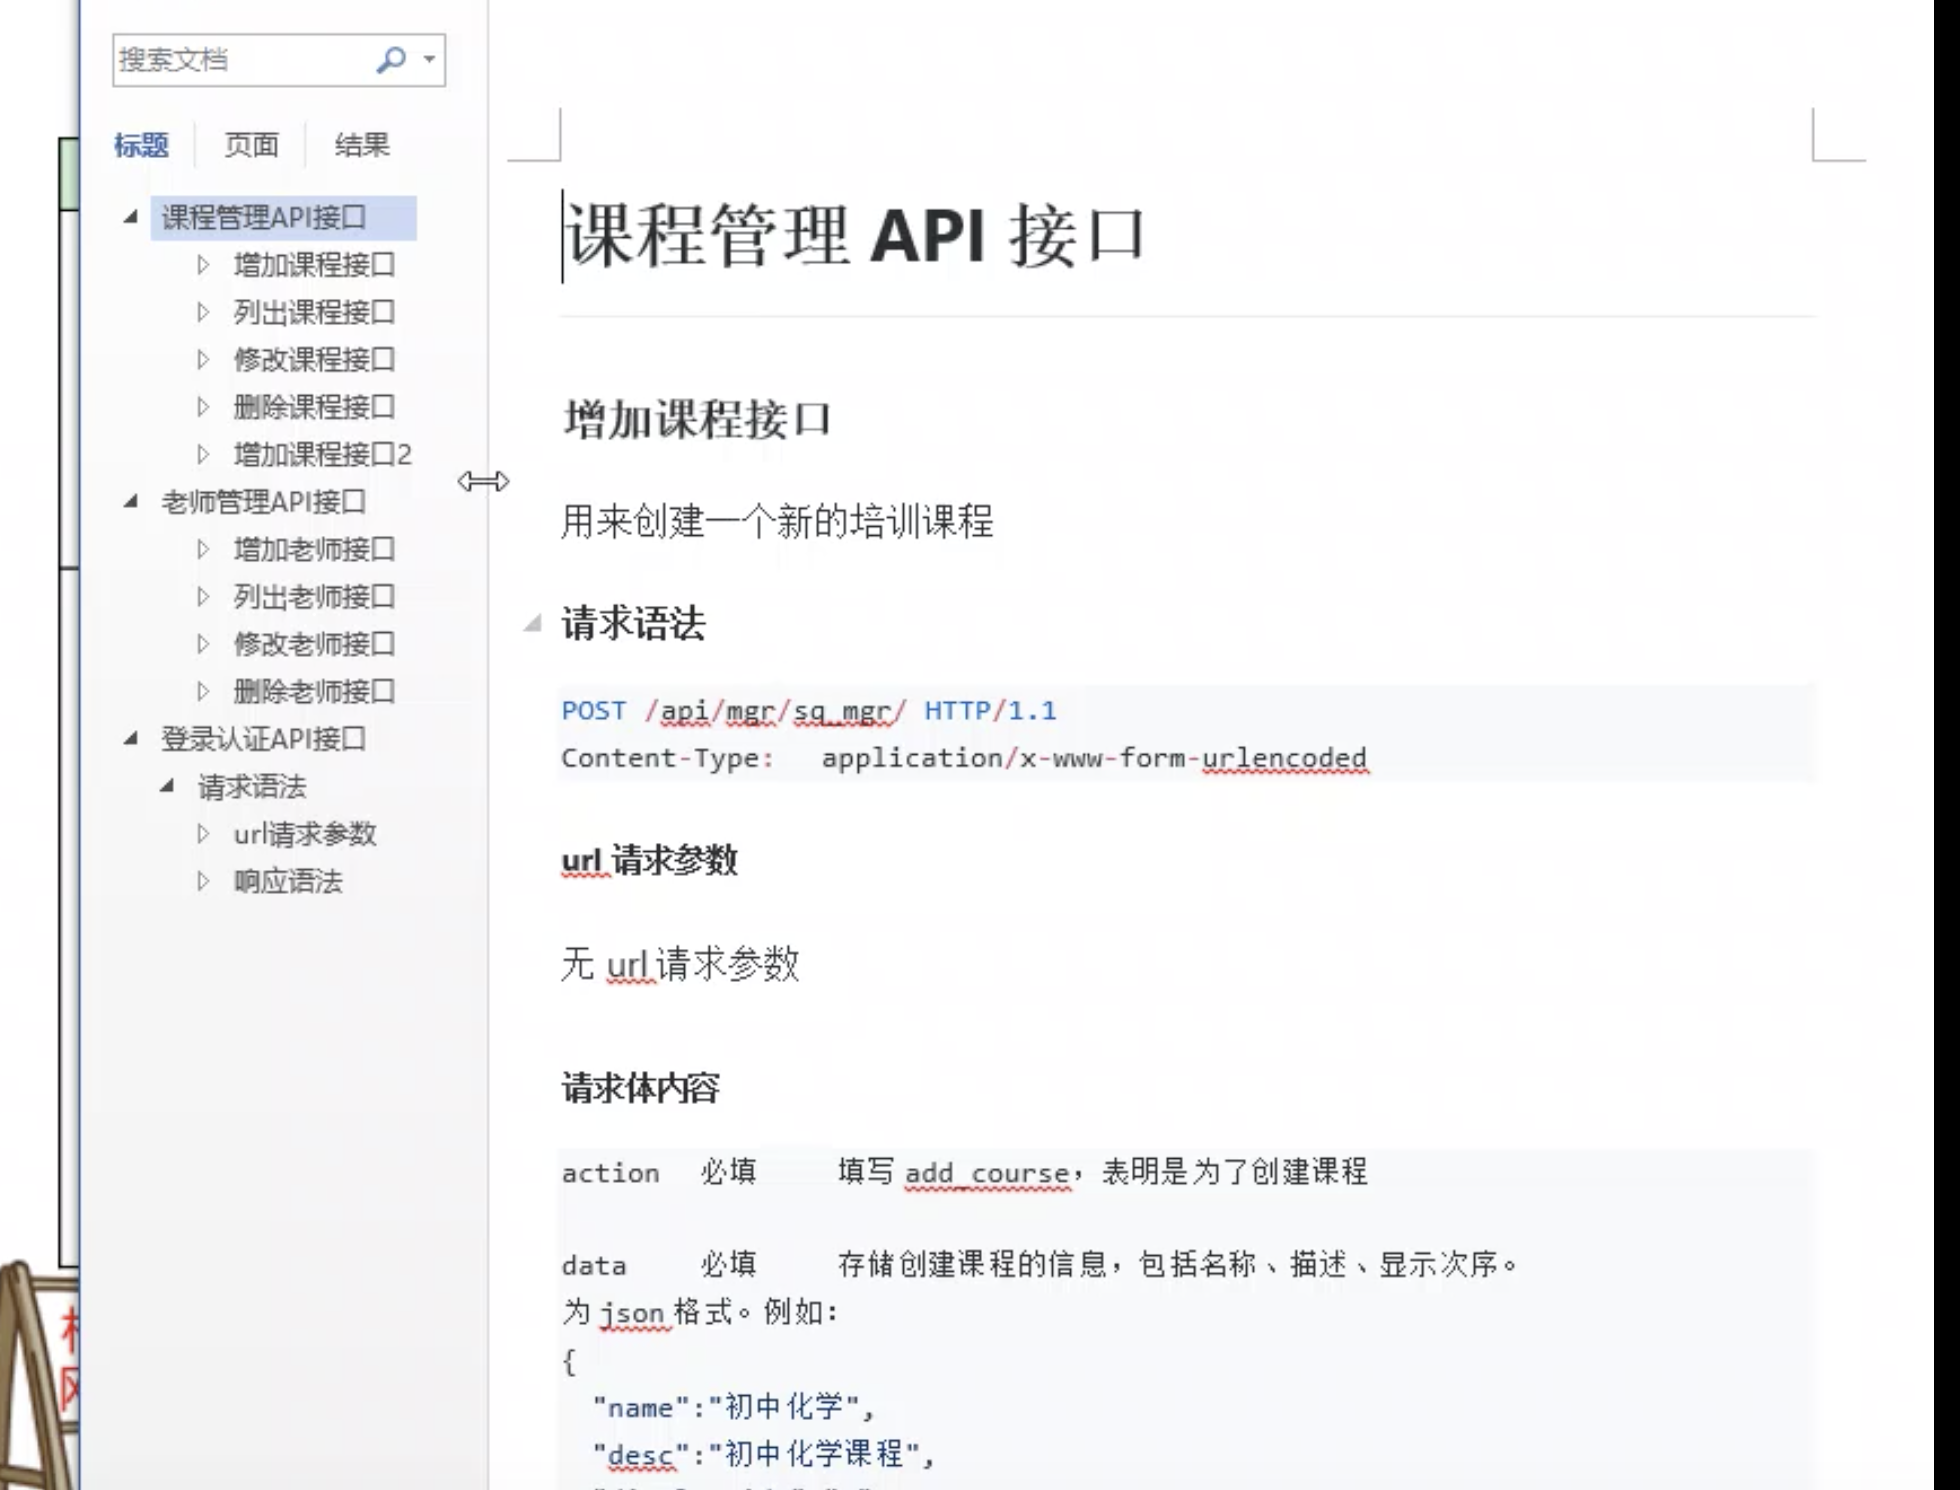 搜索文档
标题 页面 结果
课程管理API接口
增加课程接口
列出课程接口
修改课程接口
删除课程接口
增加课程接口2
老师管理API接口
增加老师接口
列出老师接口
修改老师接口
删除老师接口
登录认证API接口
请求语法
url请求参数
响应语法
课程管理 API 接口
增加课程接口
用来创建一个新的培训课程
请求语法
POST /api/mgr/sq_mgr/ HTTP/1.1
Content-Type: application/x-www-form-urlencoded
url 请求参数
无 url 请求参数
请求体内容
action 必填 填写 add_course，表明是为了创建课程
data 必填 存储创建课程的信息，包括名称、描述、显示次序。
为 json 格式。例如：
{
"name":"初中化学",
"desc":"初中化学课程",